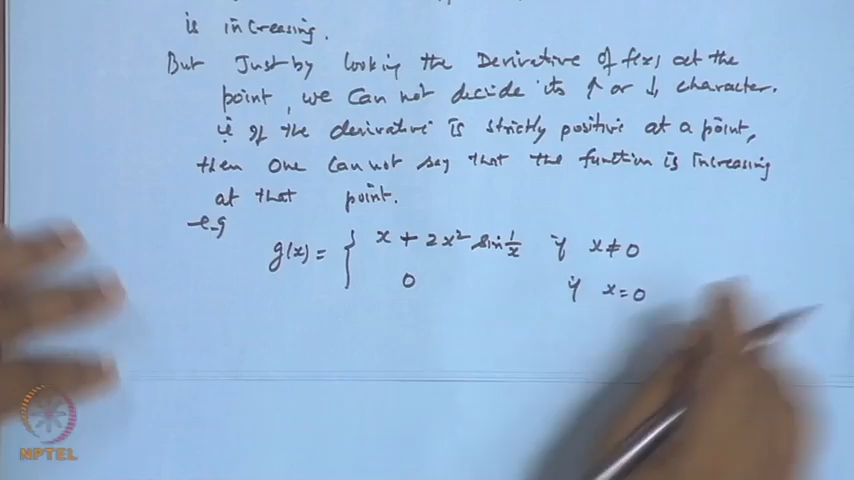 is increasing.
But Just by looking the Derivative of f(x) at the
point, we can not decide its ↑ or ↓ character.
ie If the derivative is strictly positive at a point,
then one can not say that the function is increasing
at that point.
e.g
g(x) = { x + 2x² sin 1/x if x ≠ 0
0 if x = 0
NPTEL